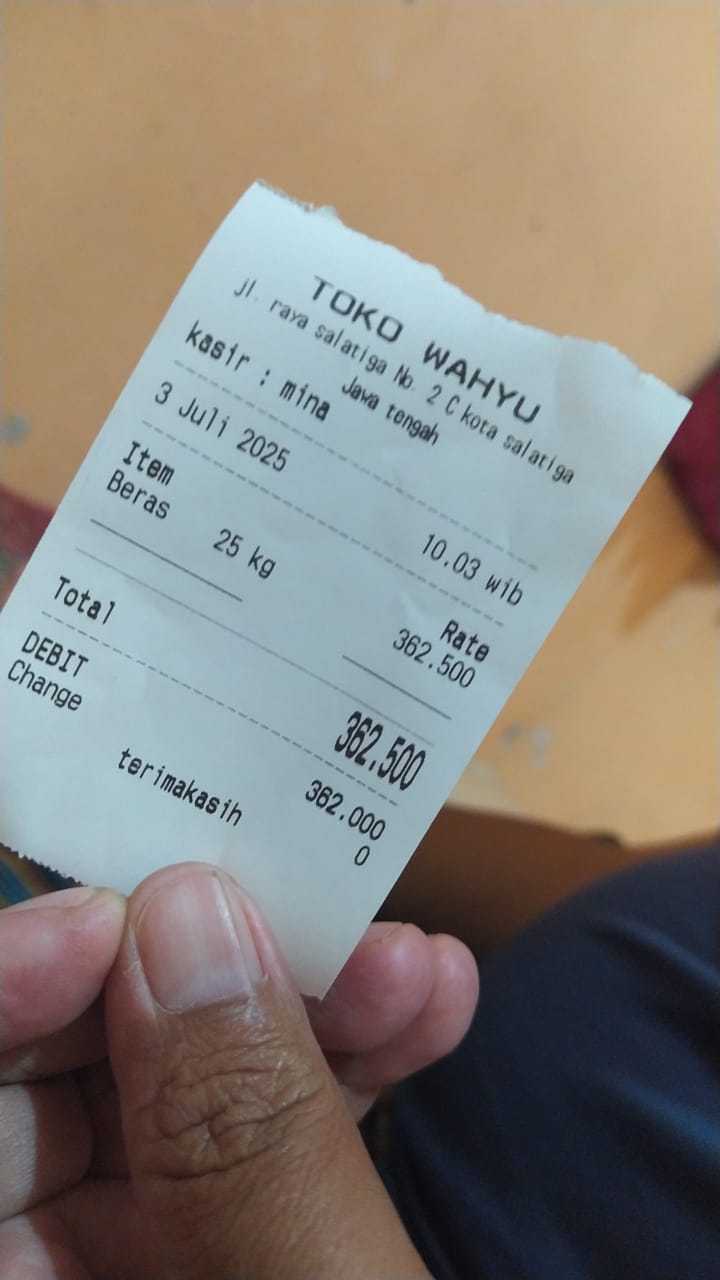 TOKO WAHYU
jl. raya salatiga No. 2 C kota salatiga
Jawa tengah
kasir : mina
3 Juli 2025 10.03 wib
Item Rate
Beras 362.500
25 kg
Total 362.500
DEBIT 362.000
Change 0
terimakasih